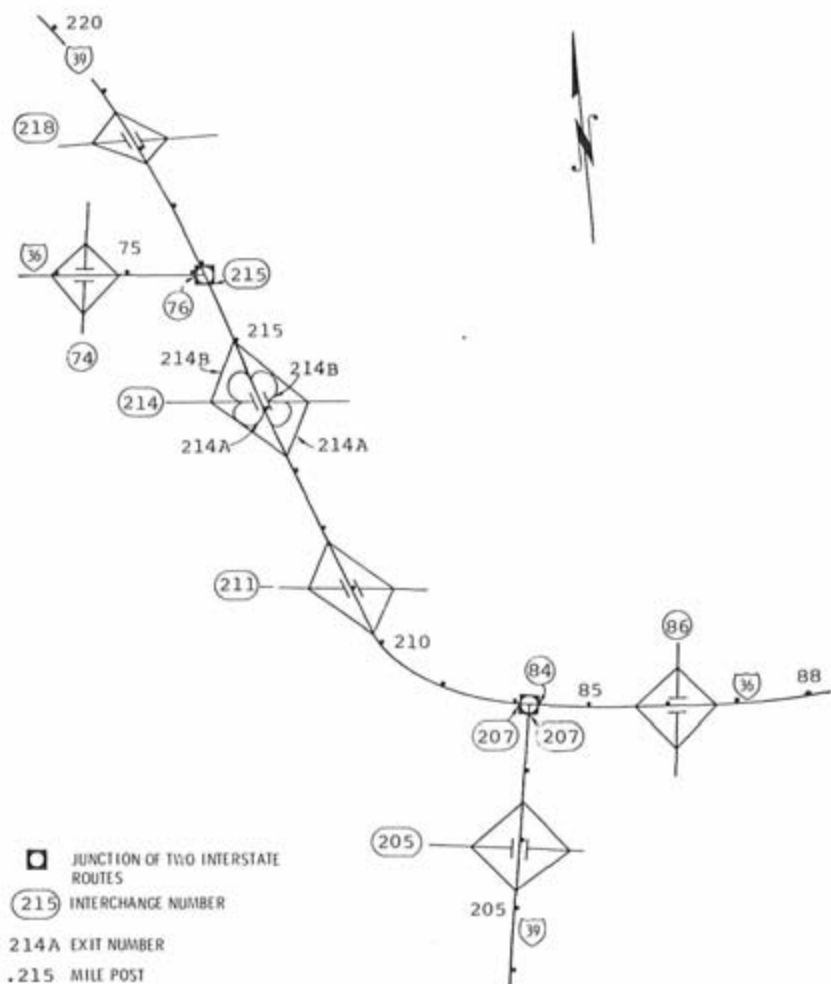 220
39
218
N
36
75
76
215
215
74
214B
214B
214
214A
214A
211
210
86
84
85
36
88
207
207
205
205
39
JUNCTION OF TWO INTERSTATE
ROUTES
215 INTERCHANGE NUMBER
214A EXIT NUMBER
.215 MILE POST